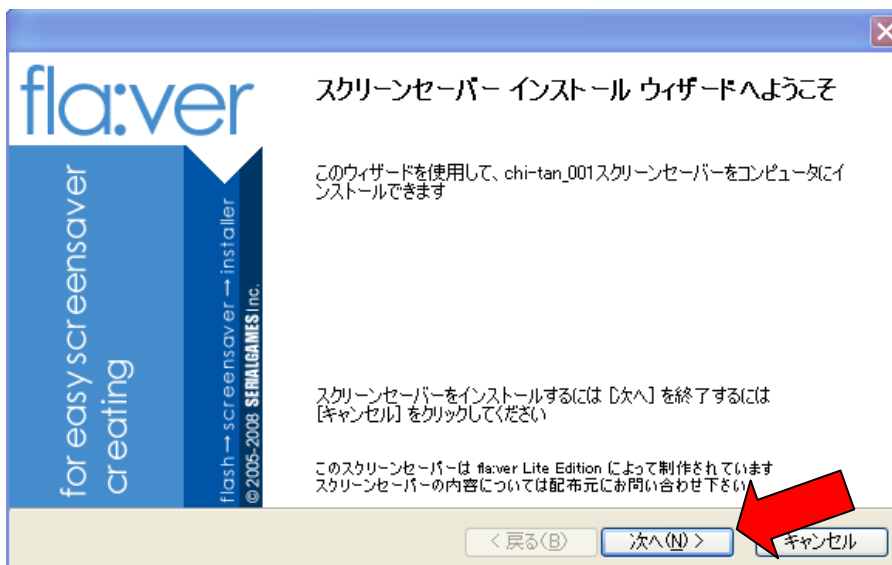 fla:ver
for easy screensaver
creating
flash→screensaver→installer
©2005-2008 SERIALGAMES Inc.
スクリーンセーバー インストール ウィザードへようこそ
このウィザードを使用して、chi-tan_001スクリーンセーバーをコンピュータにイ
ンストールできます
スクリーンセーバーをインストールするには [次へ] を終了するには
[キャンセル] をクリックしてください
このスクリーンセーバーは fla:ver Lite Edition によって制作されています
スクリーンセーバーの内容については配布元にお問い合わせ下さい
< 戻る(B)
次へ(N) >
キャンセル